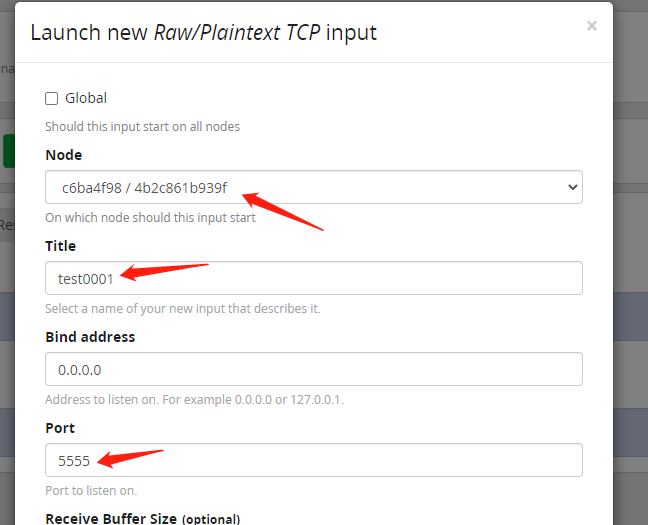 Launch new Raw/Plaintext TCP input
×
na
Global
Should this input start on all nodes
Node
c6ba4f98 / 4b2c861b939f
On which node should this input start
Res
Title
test0001
Select a name of your new input that describes it.
Bind address
0.0.0.0
Address to listen on. For example 0.0.0.0 or 127.0.0.1.
Port
5555
Port to listen on.
Receive Buffer Size (optional)